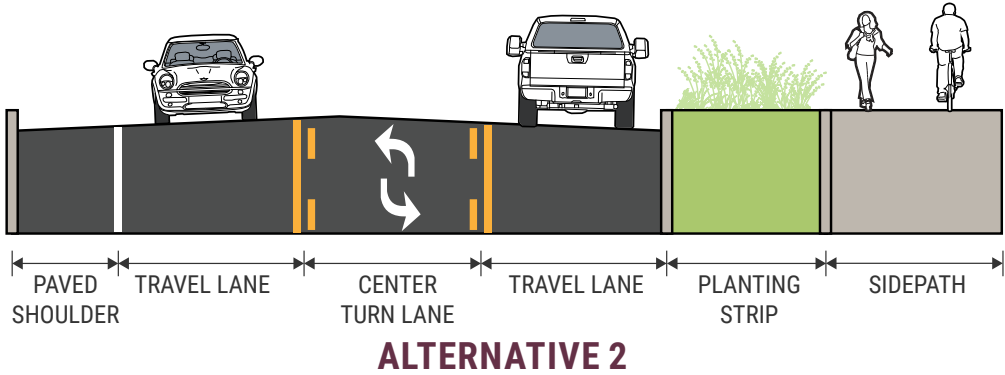 PAVED
SHOULDER
TRAVEL LANE
CENTER
TURN LANE
TRAVEL LANE
PLANTING
STRIP
SIDEPATH
ALTERNATIVE 2